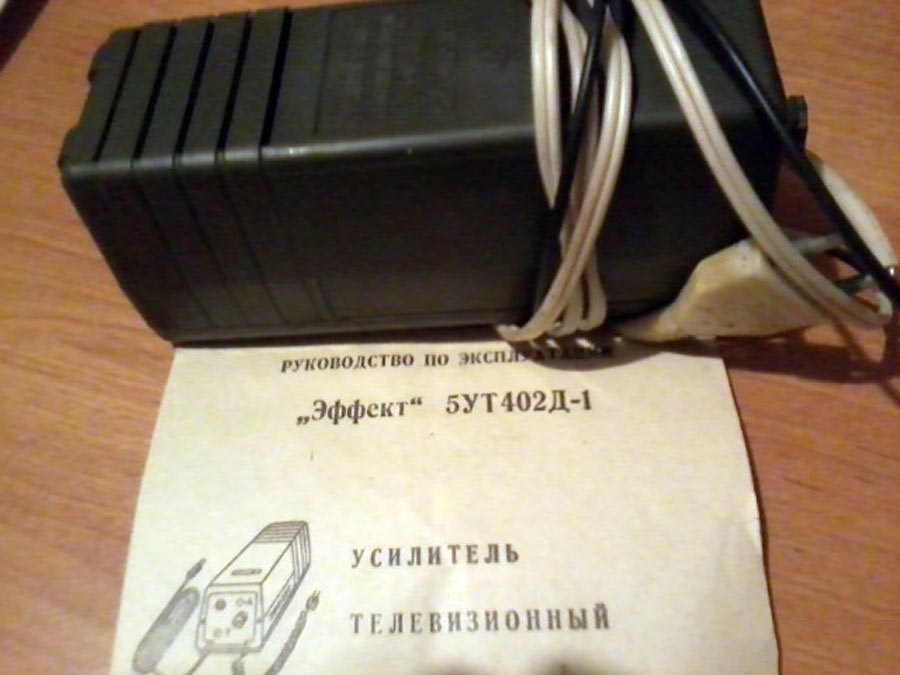 РУКОВОДСТВО ПО ЭКСПЛУАТАЦИИ
„Эффект“ 5УТ402Д-1
УСИЛИТЕЛЬ
ТЕЛЕВИЗИОННЫЙ